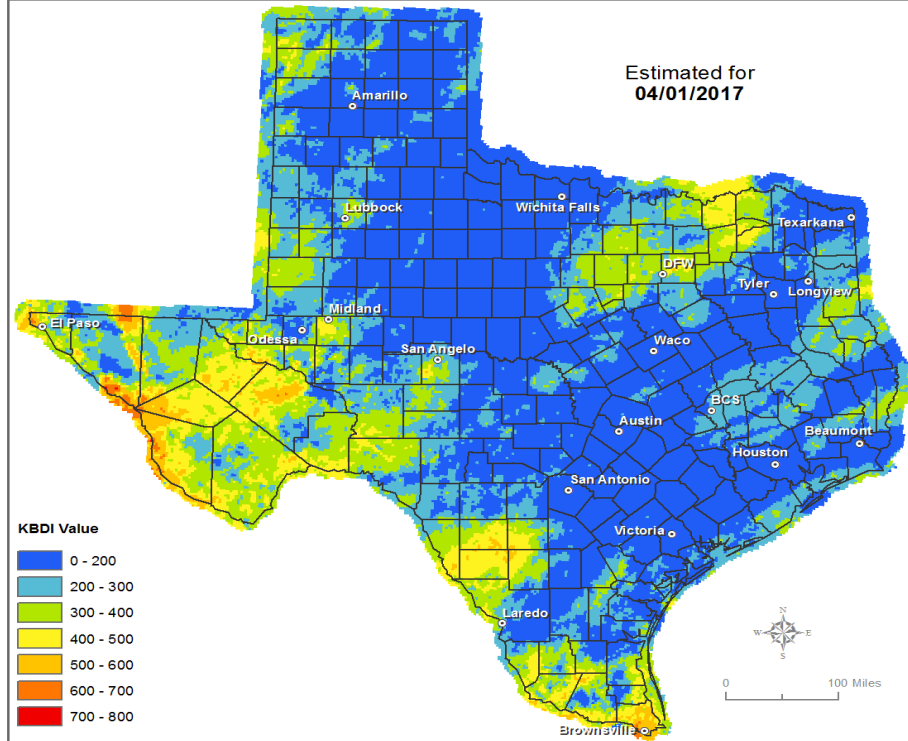 Estimated for
04/01/2017
Amarillo
Lubbock
Wichita Falls
Texarkana
DFW
Tyler
Longview
El Paso
Midland
Odessa
San Angelo
Waco
BCS
Austin
Beaumont
Houston
San Antonio
Victoria
Laredo
Brownsville
KBDI Value
0 - 200
200 - 300
300 - 400
400 - 500
500 - 600
600 - 700
700 - 800
N
W E
S
0 100 Miles